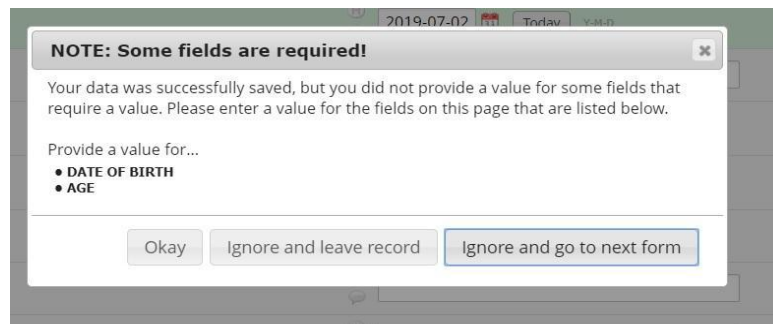 2019-07-02 Today Y-M-D
NOTE: Some fields are required!
Your data was successfully saved, but you did not provide a value for some fields that
require a value. Please enter a value for the fields on this page that are listed below.
Provide a value for...
• DATE OF BIRTH
• AGE
Okay Ignore and leave record Ignore and go to next form